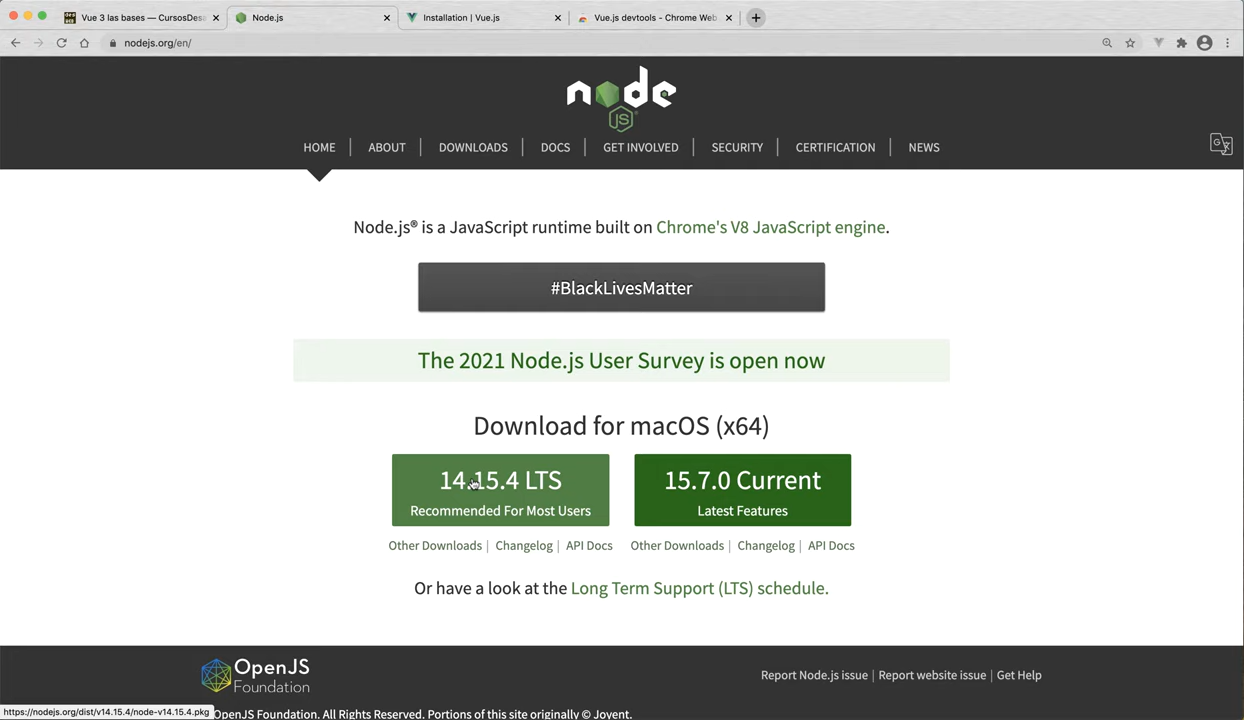 Vue 3 las bases — CursosDesa
Node.js
Installation | Vue.js
Vue.js devtools - Chrome Web
nodejs.org/en/
node
JS
HOME | ABOUT | DOWNLOADS | DOCS | GET INVOLVED | SECURITY | CERTIFICATION | NEWS
Node.js® is a JavaScript runtime built on Chrome's V8 JavaScript engine.
#BlackLivesMatter
The 2021 Node.js User Survey is open now
Download for macOS (x64)
14.15.4 LTS
Recommended For Most Users
15.7.0 Current
Latest Features
Other Downloads | Changelog | API Docs
Other Downloads | Changelog | API Docs
Or have a look at the Long Term Support (LTS) schedule.
OpenJS
Foundation
Report Node.js issue | Report website issue | Get Help
https://nodejs.org/dist/v14.15.4/node-v14.15.4.pkg
OpenJS Foundation. All Rights Reserved. Portions of this site originally © Joyent.